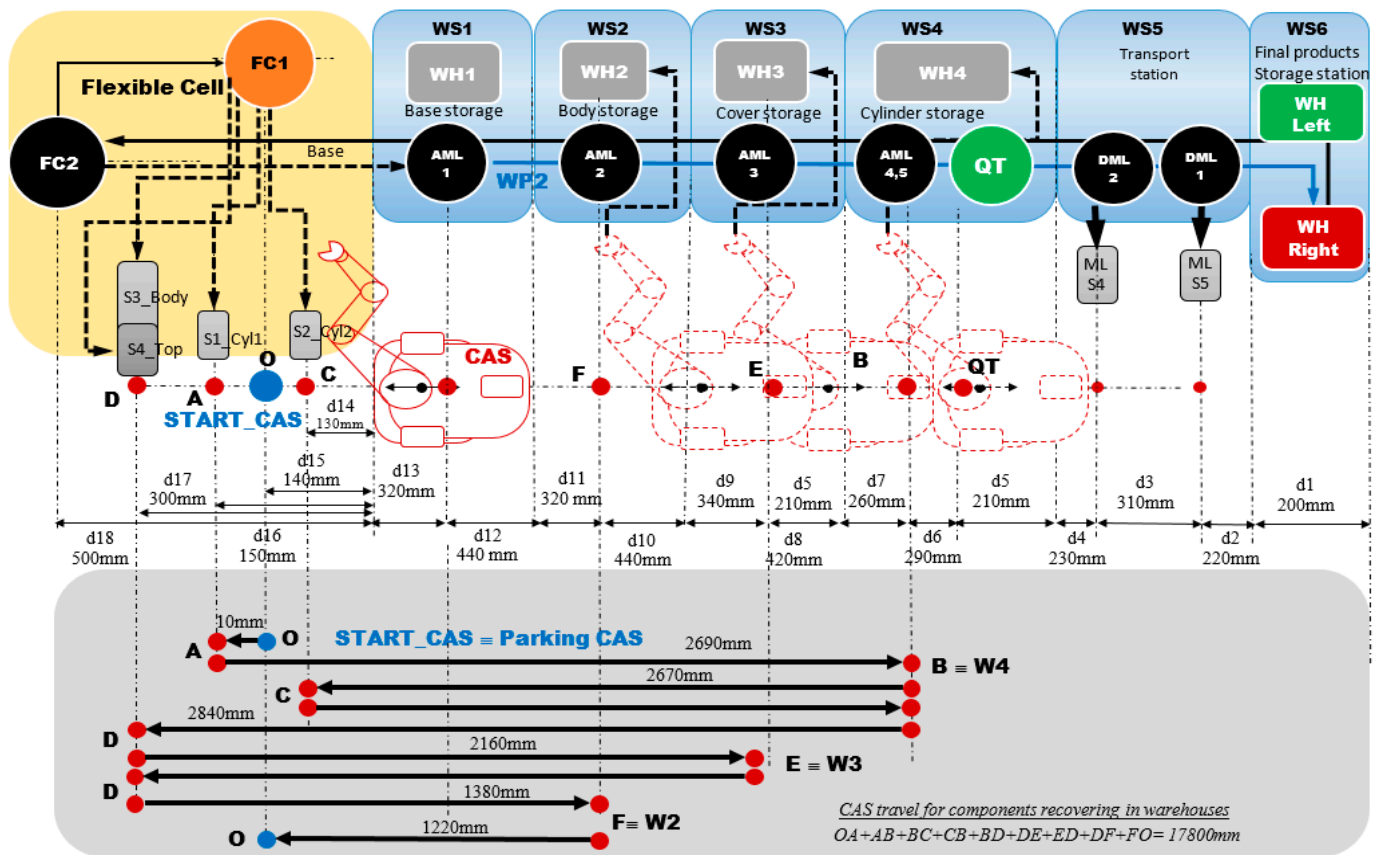 WS1
WS2
WS3
WS4
WS5
WS6
FC1
Flexible Cell
WH1
WH2
WH3
WH4
Transport
station
Final products
Storage station
WH
Left
Base storage
Body storage
Cover storage
Cylinder storage
FC2
Base
AML
1
WP2
AML
2
AML
3
AML
4,5
QT
DML
2
DML
1
WH
Right
S3_Body
S4_Top
S1_Cyl1
S2_Cyl2
ML
S4
ML
S5
D
A
O
C
CAS
F
E
B
QT
START_CAS
d14
130mm
d15
140mm
d17
300mm
d13
320mm
d11
320 mm
d9
340mm
d5
210mm
d7
260mm
d5
210mm
d3
310mm
d1
200mm
d18
500mm
d16
150mm
d12
440 mm
d10
440mm
d8
420mm
d6
290mm
d4
230mm
d2
220mm
10mm
O
START_CAS ≡ Parking CAS
A
2690mm
B ≡ W4
C
2670mm
2840mm
D
2160mm
E ≡ W3
D
1380mm
F≡ W2
1220mm
O
CAS travel for components recovering in warehouses
OA+AB+BC+CB+BD+DE+ED+DF+FO= 17800mm